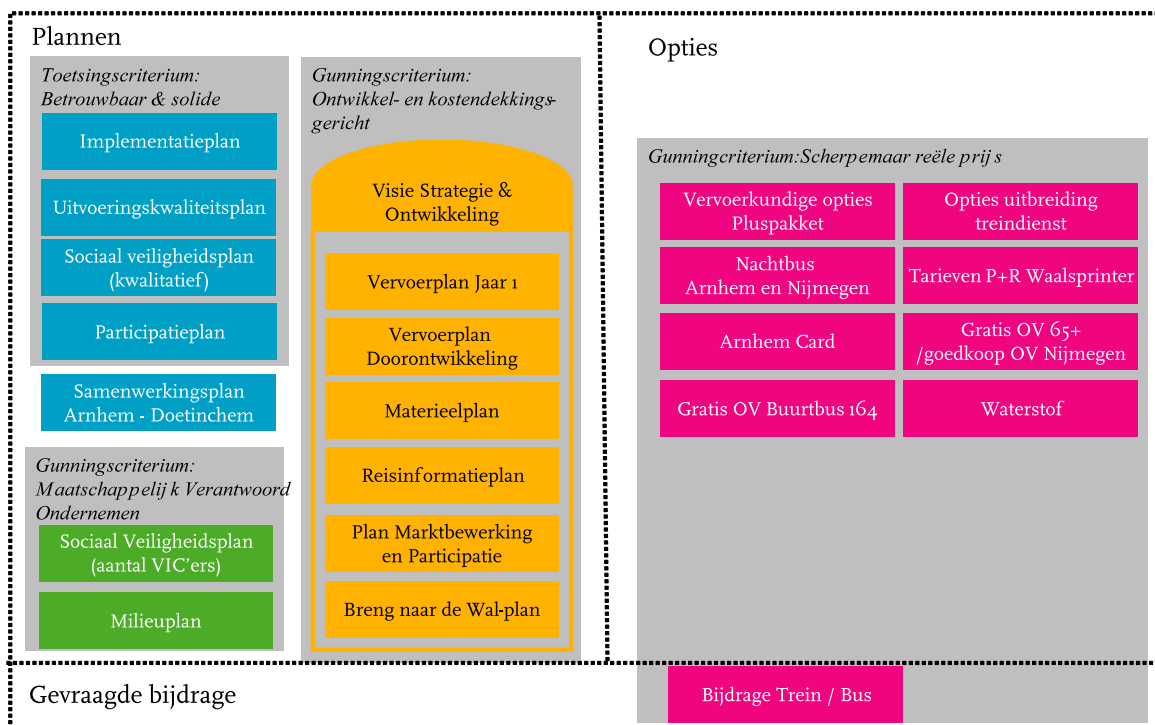 Plannen
Toetsingscriterium:
Betrouwbaar & solide
Implementatieplan
Uitvoeringskwaliteitsplan
Sociaal veiligheidsplan
(kwalitatief)
Participatieplan
Samenwerkingsplan
Arnhem - Doetinchem
Gunningscriterium:
Maatschappelij k Verantwoord
Ondernemen
Sociaal Veiligheidsplan
(aantal VIC'ers)
Milieuplan
Gunningscriterium:
Ontwikkel- en kostendekkings-
gericht
Visie Strategie &
Ontwikkeling
Vervoerplan Jaar 1
Vervoerplan
Doorontwikkeling
Materieelplan
Reisinformatieplan
Plan Marktbewerking
en Participatie
Breng naar de Wal-plan
Opties
Gunningcriterium:Scherpemaar reële prij s
Vervoerkundige opties
Pluspakket
Opties uitbreiding
treindienst
Nachtbus
Arnhem en Nijmegen
Tarieven P+R Waalsprinter
Arnhem Card
Gratis OV 65+
/goedkoop OV Nijmegen
Gratis OV Buurtbus 164
Waterstof
Gevraagde bijdrage
Bijdrage Trein / Bus